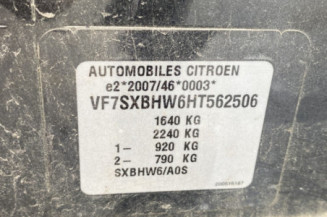 AUTOMOBILES CITROEN
e2*2007/46*0003*
VF7SXBHW6HT562506
1640 KG
2240 KG
1- 920 KG
2- 790 KG
SXBHW6/A0S